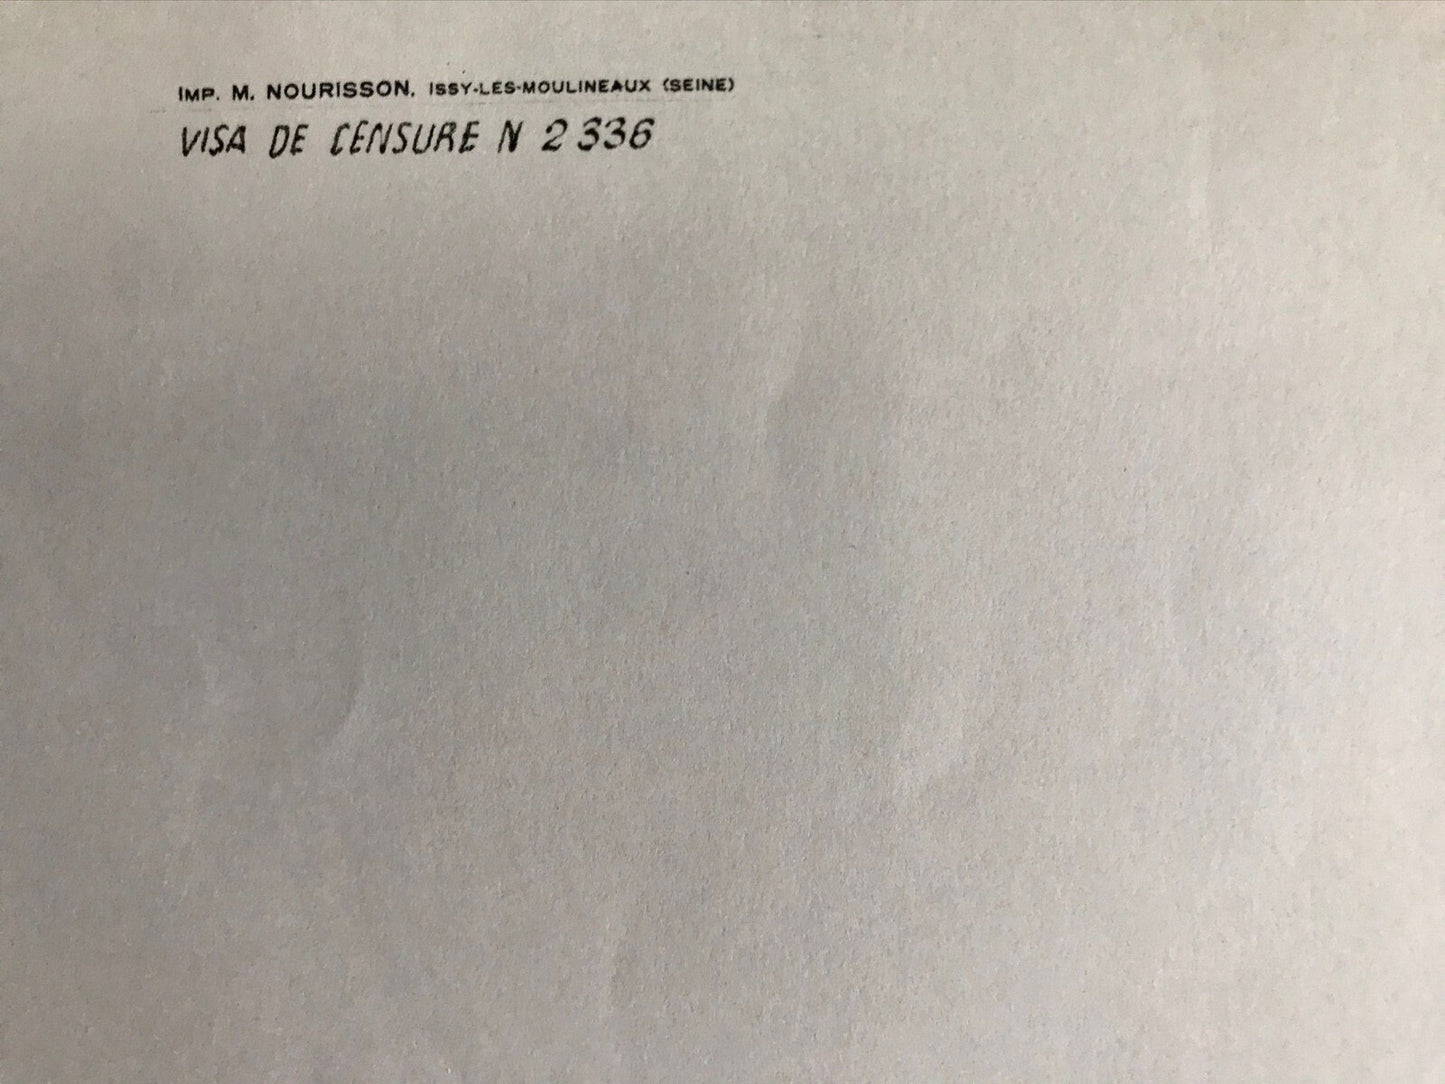 IMP. M. NOURISSON. ISSY-LES-MOULINEAUX (SEINE)
VISA DE CENSURE N 2336